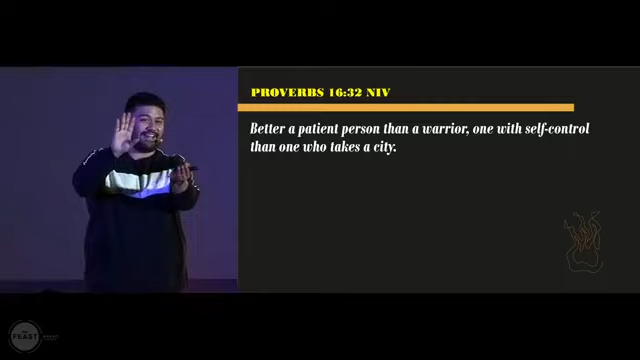 PROVERBS 16:32 NIV
Better a patient person than a warrior, one with self-control
than one who takes a city.
FEAST